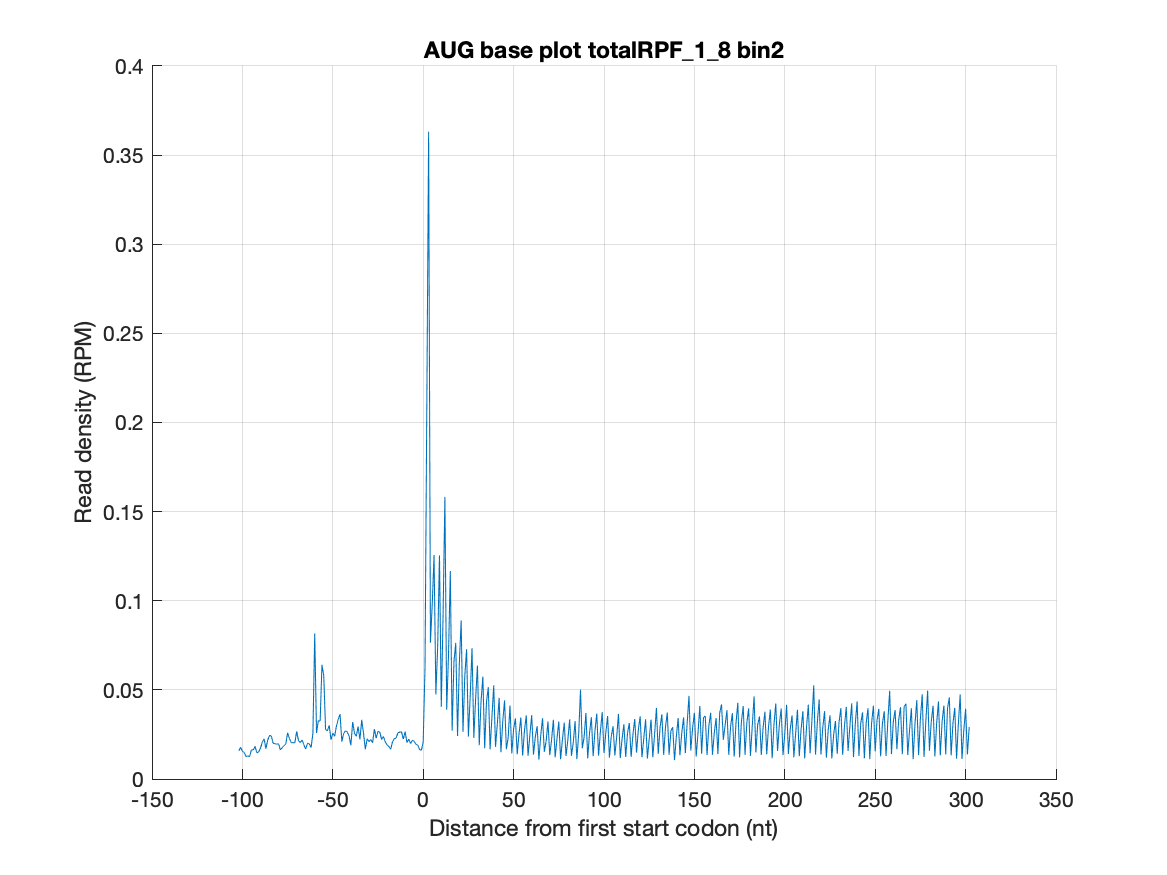 AUG base plot totalRPF_1_8 bin2
0.4
0.35
0.3
0.25
0.2
0.15
0.1
0.05
0
Read density (RPM)
-150 -100 -50 0 50 100 150 200 250 300 350
Distance from first start codon (nt)